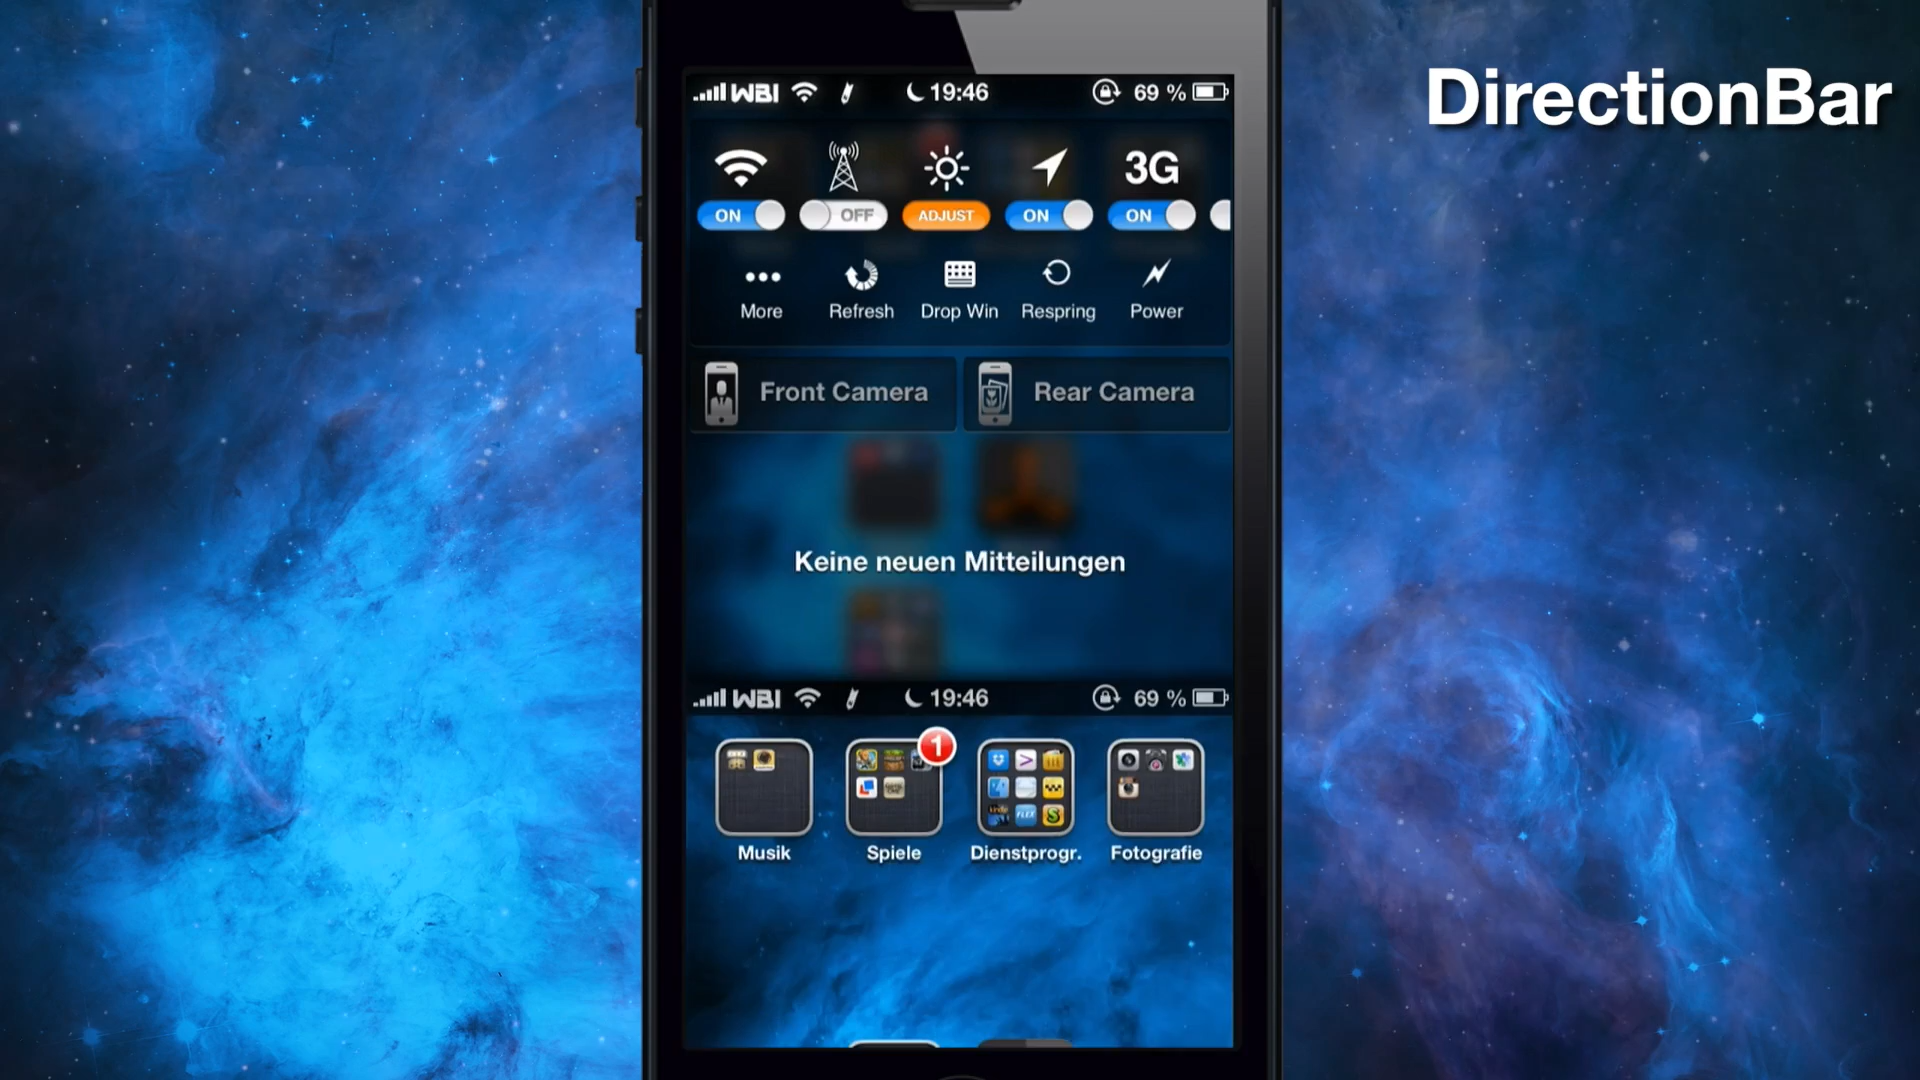 DirectionBar
WBI 19:46 69 %
3G
ON OFF ADJUST ON ON
More Refresh Drop Win Respring Power
Front Camera Rear Camera
Keine neuen Mitteilungen
WBI 19:46 69 %
1
FLEX
Musik Spiele Dienstprogr. Fotografie